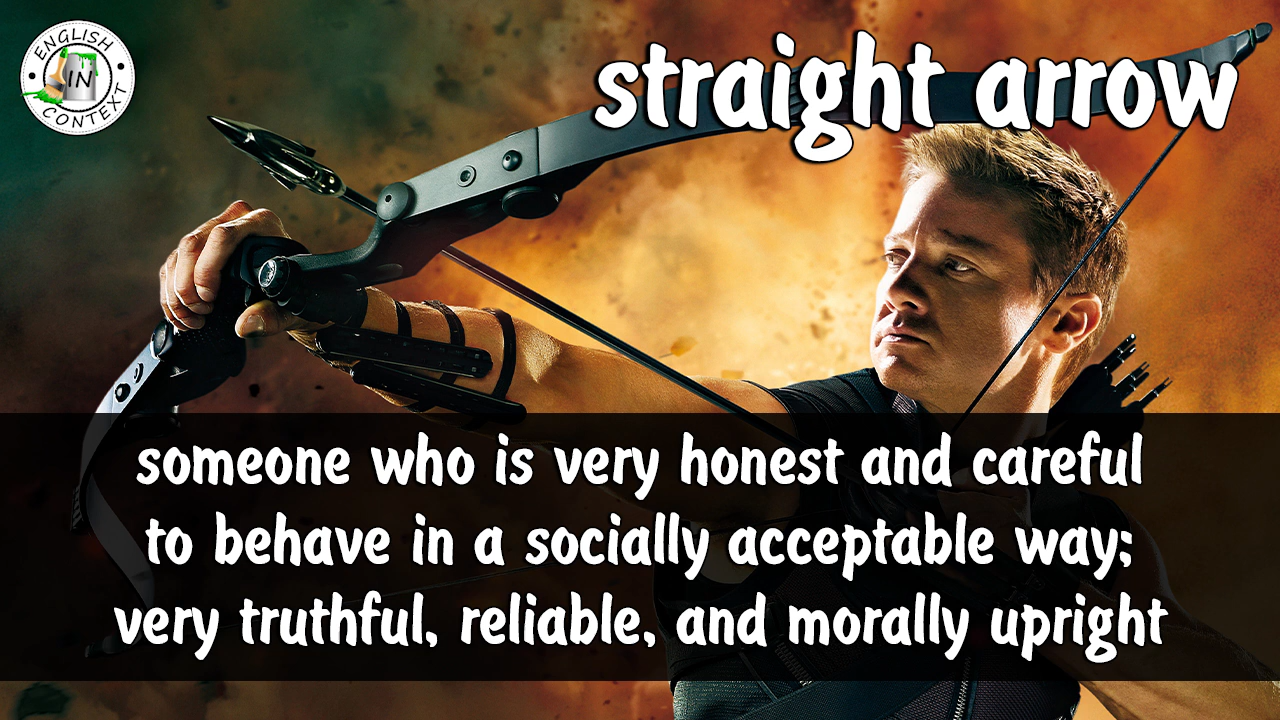 ENGLISH
IN
CONTEXT
straight arrow
someone who is very honest and careful
to behave in a socially acceptable way;
very truthful, reliable, and morally upright